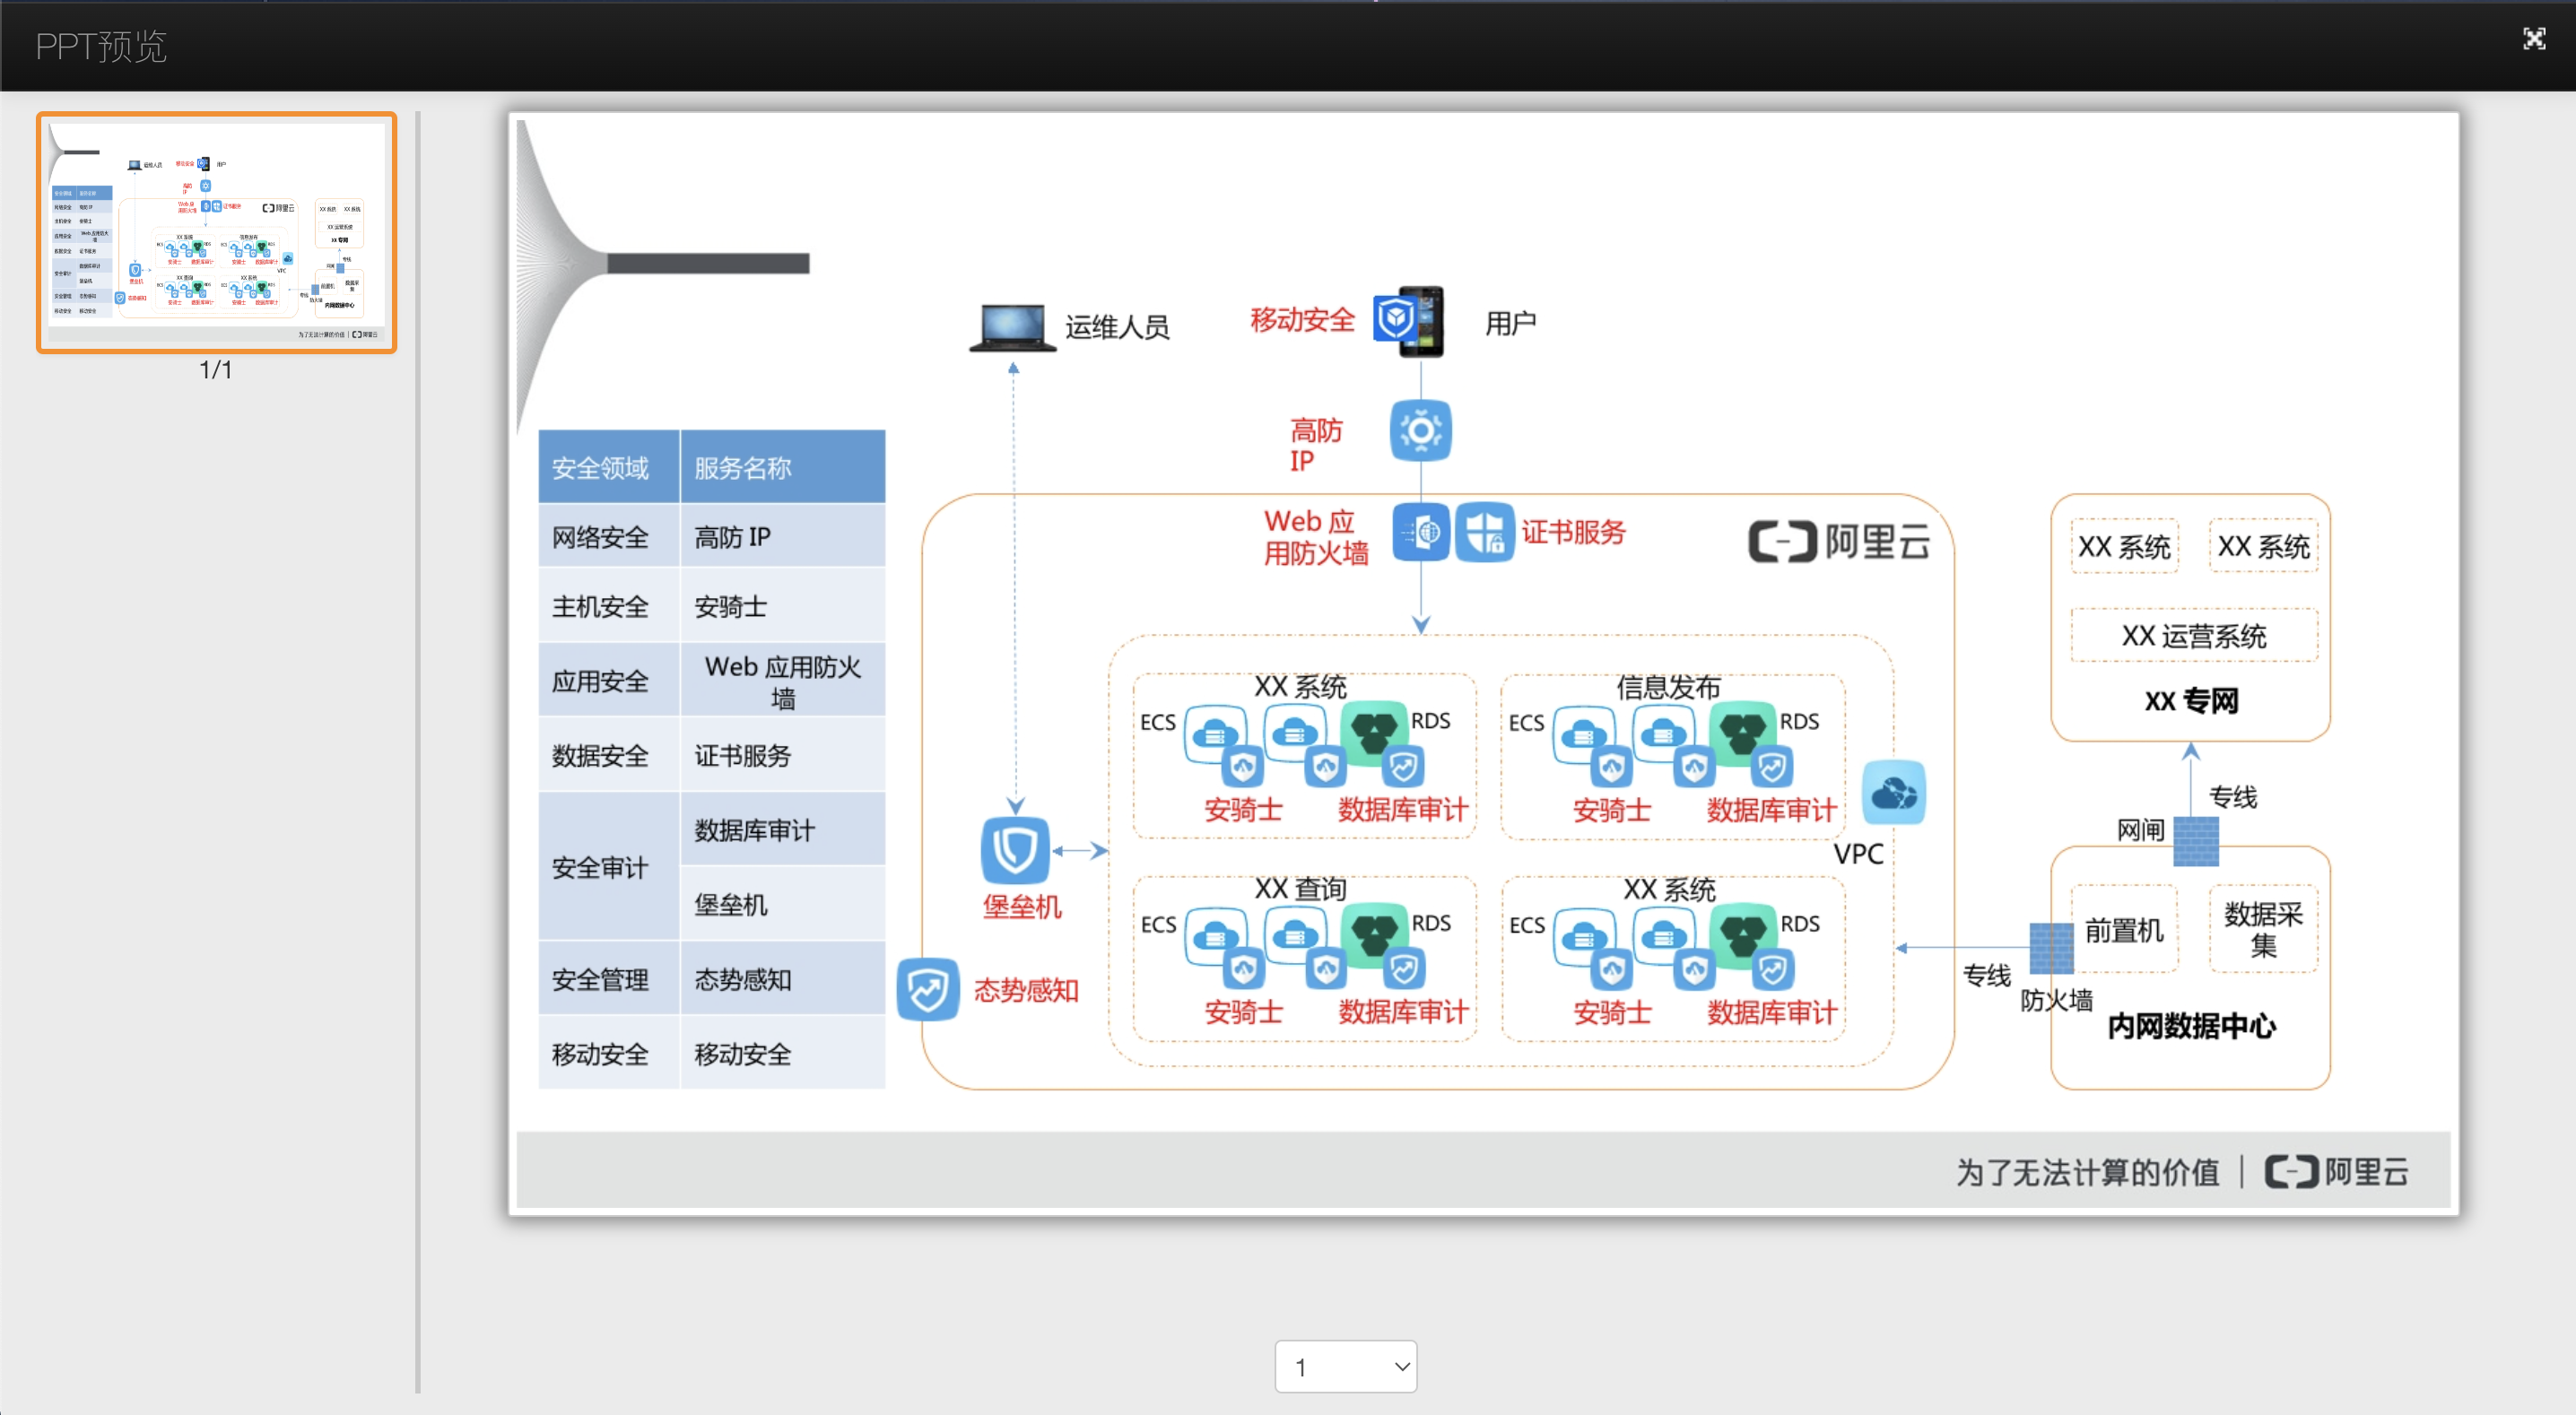 PPT预览
1/1
运维人员
移动安全
用户
高防
IP
安全领域
服务名称
网络安全
高防 IP
主机安全
安骑士
应用安全
Web 应用防火
墙
数据安全
证书服务
安全审计
数据库审计
堡垒机
安全管理
态势感知
移动安全
移动安全
Web 应
用防火墙
证书服务
阿里云
XX 系统
ECS
RDS
安骑士
数据库审计
信息发布
ECS
RDS
安骑士
数据库审计
VPC
XX 查询
ECS
RDS
安骑士
数据库审计
XX 系统
ECS
RDS
安骑士
数据库审计
堡垒机
态势感知
XX 系统
XX 系统
XX 运营系统
XX 专网
专线
网闸
前置机
数据采
集
专线
防火墙
内网数据中心
为了无法计算的价值
阿里云
1